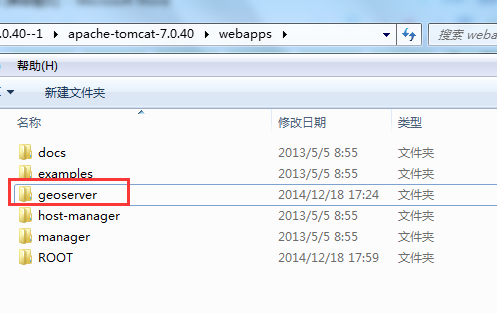 .0.40--1 ▸ apache-tomcat-7.0.40 ▸ webapps ▸ 搜索 weba
帮助(H)
新建文件夹
名称 修改日期 类型
docs 2013/5/5 8:55 文件夹
examples 2013/5/5 8:55 文件夹
geoserver 2014/12/18 17:24 文件夹
host-manager 2013/5/5 8:55 文件夹
manager 2013/5/5 8:55 文件夹
ROOT 2014/12/18 17:59 文件夹